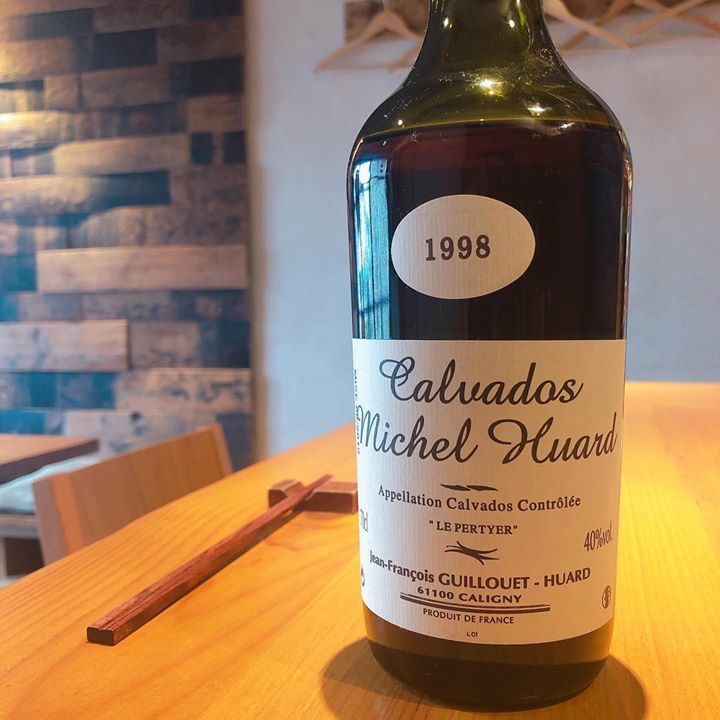 1998
Calvados
Michel Huard
Appellation Calvados Contrôlée
"LE PERTYER"
40%vol.
Jean-François GUILLOUET - HUARD
61100 CALIGNY
PRODUIT DE FRANCE
L 01